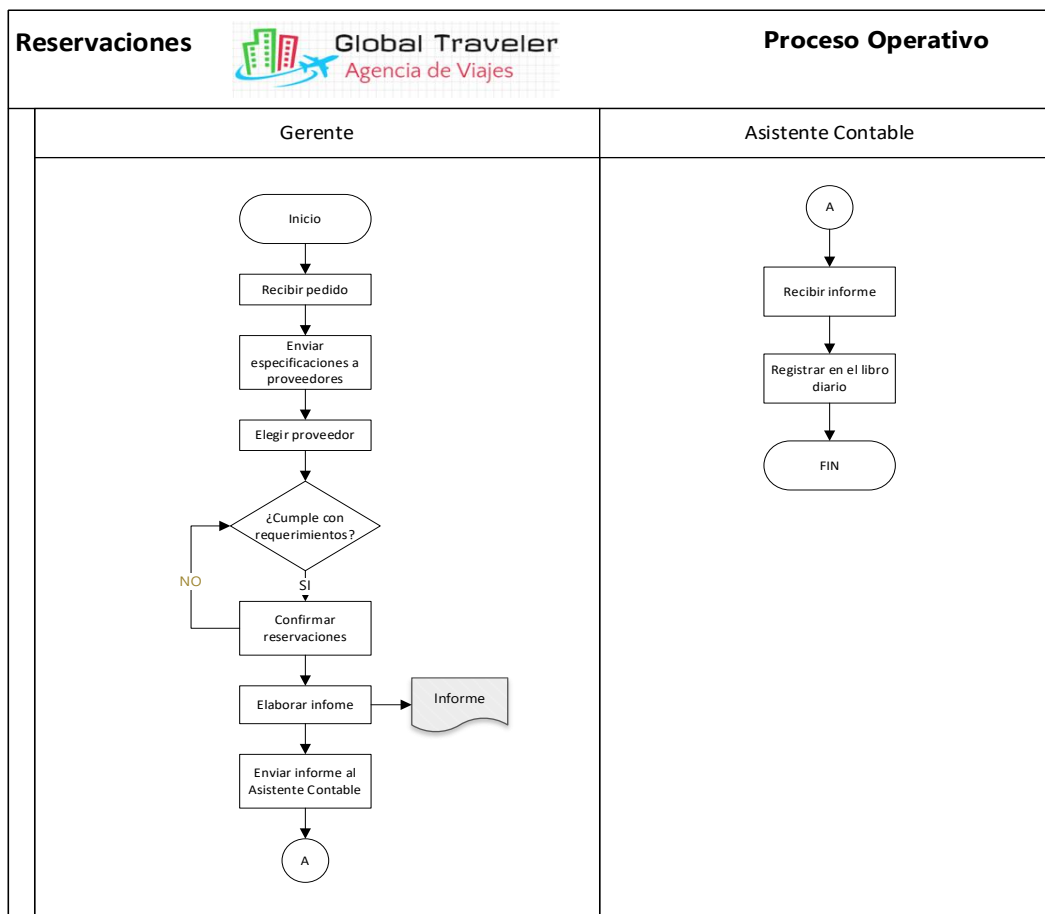 Reservaciones
Global Traveler
Agencia de Viajes
Proceso Operativo
Gerente
Asistente Contable
Inicio
Recibir pedido
Enviar
especificaciones a
proveedores
Elegir proveedor
¿Cumple con
requerimientos?
NO
SI
Confirmar
reservaciones
Elaborar infome
Informe
Enviar informe al
Asistente Contable
A
A
Recibir informe
Registrar en el libro
diario
FIN